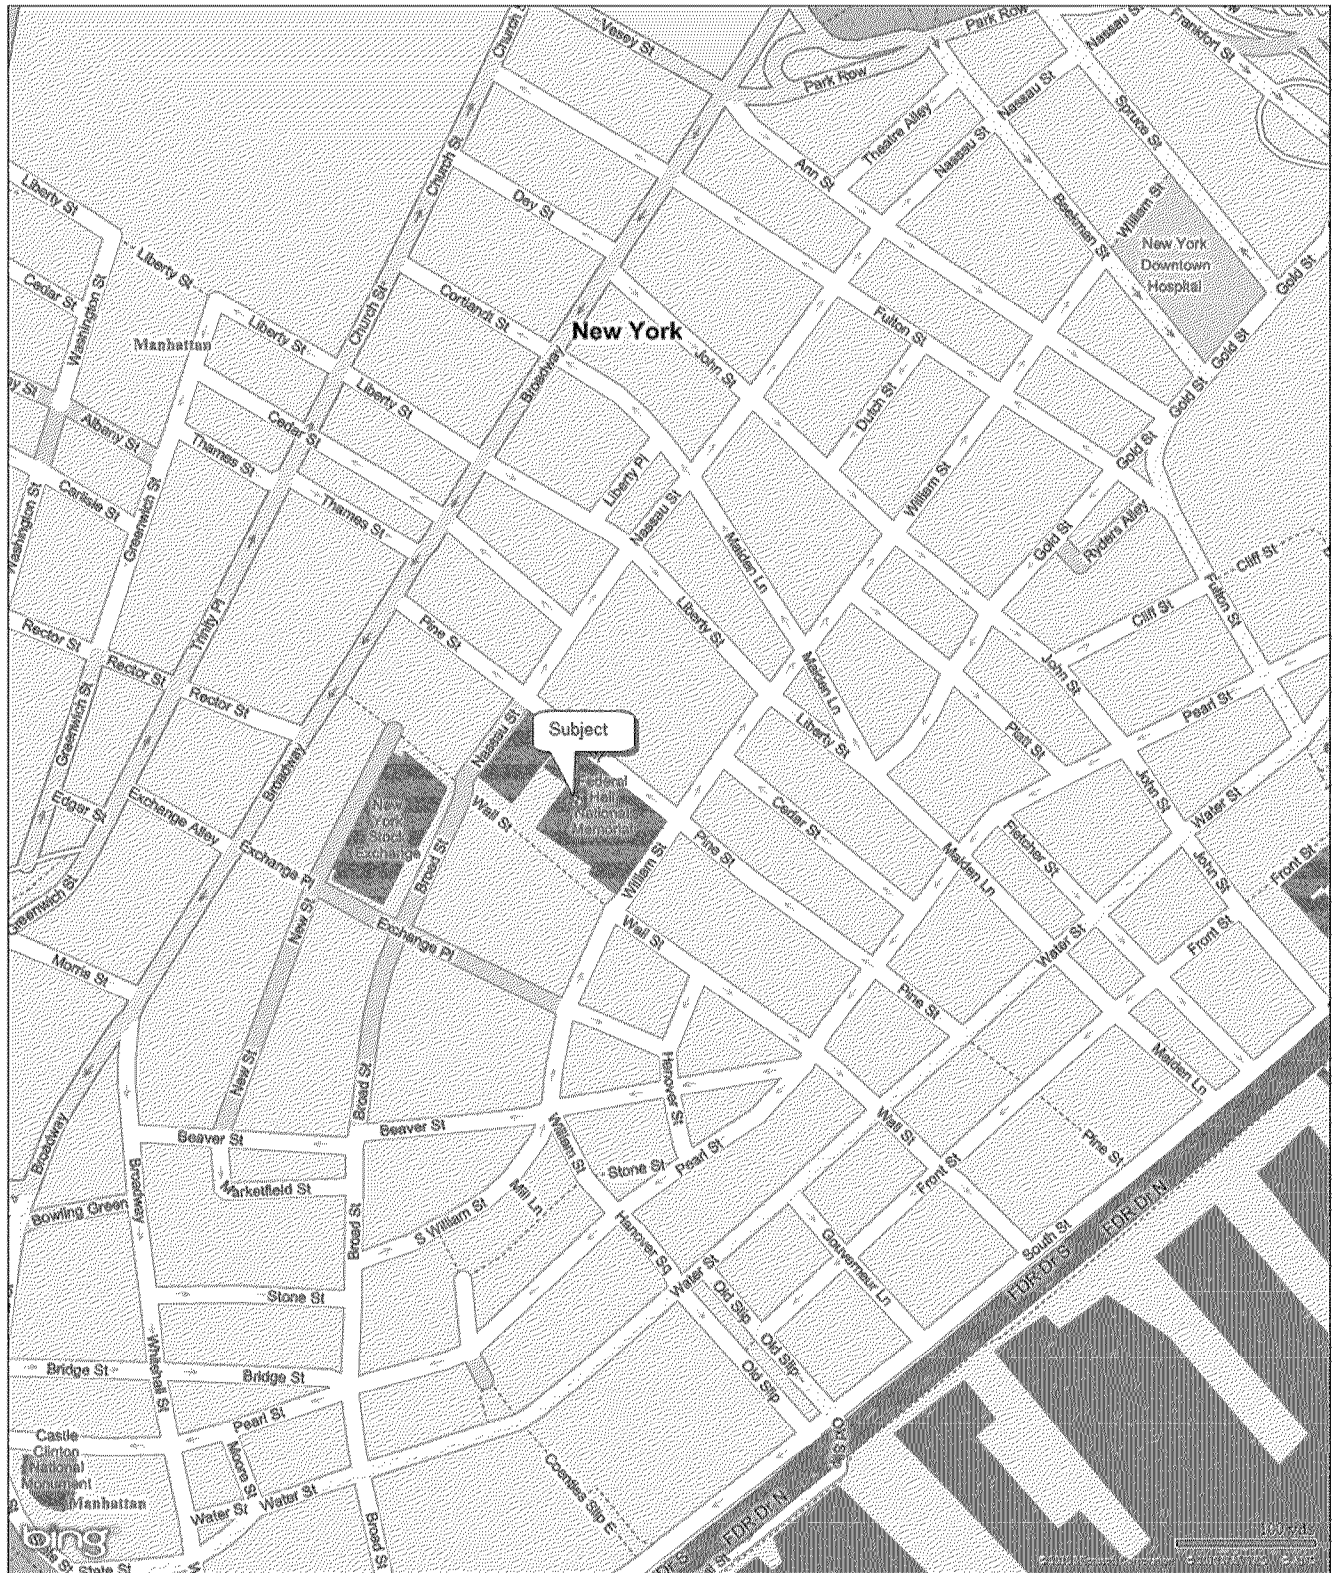 Church St
Vesey St
Park Row
Nassau St
Frankfort St
Park Row
Nassau St
Spruce St
Theatre Alley
Nassau St
Ann St
Church St
Liberty St
Dey St
Beekman St
William St
New York
Downtown
Hospital
Gold St
Liberty St
Cedar St
Washington St
Church St
Cortlandt St
New York
Fulton St
Gold St
Manhattan
Liberty St
Broadway
John St
Liberty St
Dutch St
Gold St
Albany St
Cedar St
Thames St
Liberty Pl
William St
Gold St
Carlisle St
Washington St
Greenwich St
Thames St
Nassau St
Maiden Ln
Gold St
Ryders Alley
Cliff St
Fulton St
Cliff St
Rector St
Trinity Pl
Pine St
Liberty St
Rector St
Maiden Ln
John St
Rector St
Greenwich St
Pearl St
Nassau St
Subject
Liberty St
Platt St
Broadway
Federal
Hall
National
Memorial
John St
Water St
Edgar St
Exchange Alley
New
York
Stock
Exchange
Wall St
Cedar St
Fletcher St
Exchange Pl
Broad St
William St
Pine St
Maiden Ln
John St
Front St
Greenwich St
New St
Exchange Pl
Wall St
Water St
Front St
Morris St
Pine St
New St
Broad St
Hanover St
Maiden Ln
Broadway
Beaver St
Beaver St
William St
Wall St
Pine St
Stone St
Pearl St
Front St
Marketfield St
Broadway
Bowling Green
Broad St
S William St
Mill Ln
Hanover Sq
Gouverneur Ln
South St
FDR Dr N
FDR Dr S
Water St
Stone St
Old Slip
Old Slip
Old Slip
Whitehall St
Bridge St
Bridge St
Pearl St
Old Slip
Castle
Clinton
National
Monument
Manhattan
Moore St
Water St
Water St
Coenties Slip E
FDR Dr N
Broad St
bing
State St
100 yds